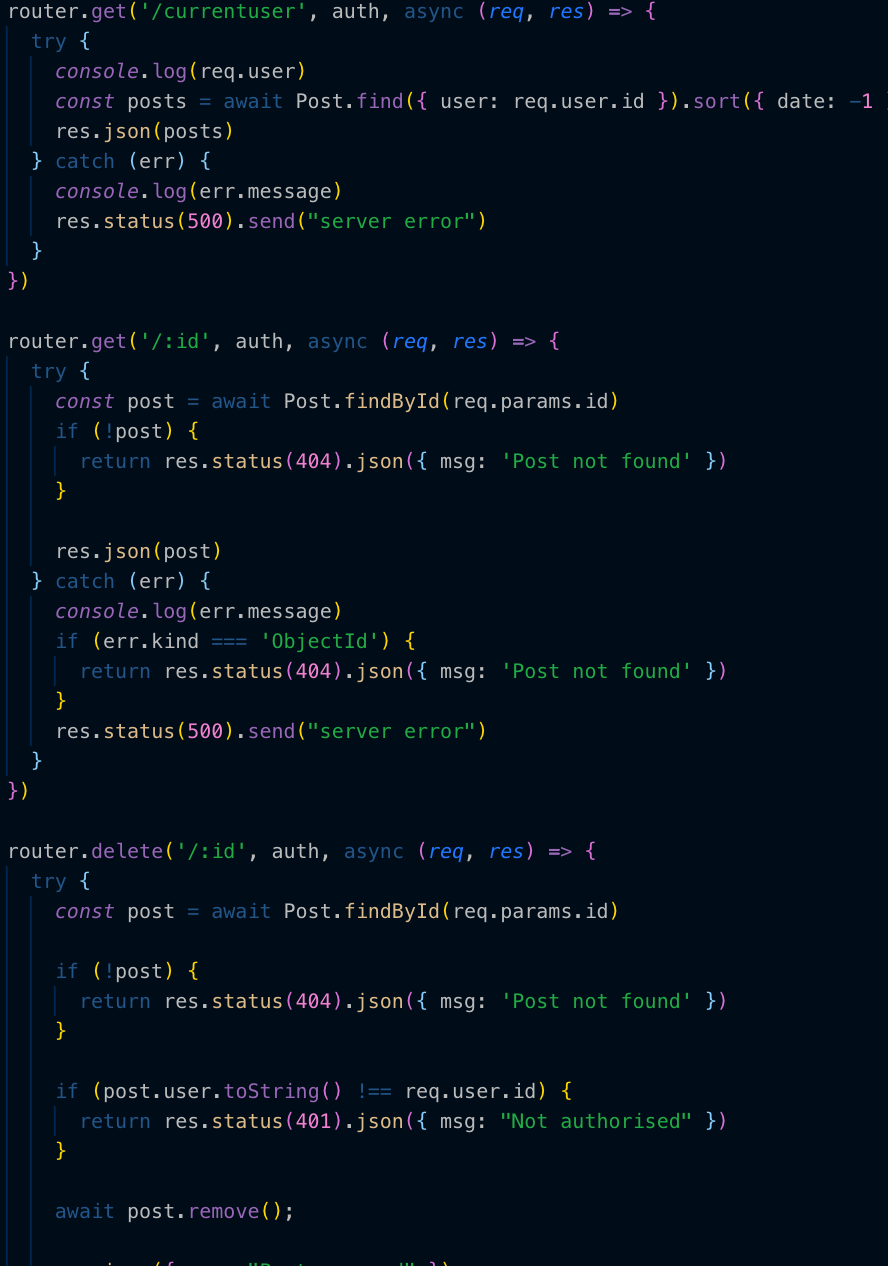 router.get('/currentuser', auth, async (req, res) => {
try {
console.log(req.user)
const posts = await Post.find({ user: req.user.id }).sort({ date: -1
res.json(posts)
} catch (err) {
console.log(err.message)
res.status(500).send("server error")
}
})
router.get('/:id', auth, async (req, res) => {
try {
const post = await Post.findById(req.params.id)
if (!post) {
return res.status(404).json({ msg: 'Post not found' })
}
res.json(post)
} catch (err) {
console.log(err.message)
if (err.kind === 'ObjectId') {
return res.status(404).json({ msg: 'Post not found' })
}
res.status(500).send("server error")
}
})
router.delete('/:id', auth, async (req, res) => {
try {
const post = await Post.findById(req.params.id)
if (!post) {
return res.status(404).json({ msg: 'Post not found' })
}
if (post.user.toString() !== req.user.id) {
return res.status(401).json({ msg: "Not authorised" })
}
await post.remove();